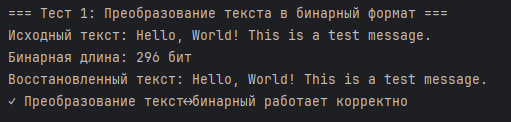 === Тест 1: Преобразование текста в бинарный формат ===
Исходный текст: Hello, World! This is a test message.
Бинарная длина: 296 бит
Восстановленный текст: Hello, World! This is a test message.
✓ Преобразование текст↔бинарный работает корректно